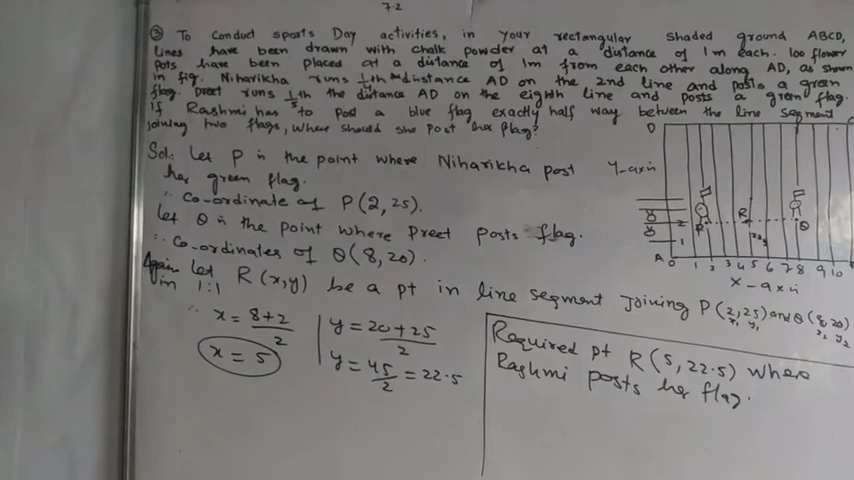 7.2
③ To conduct sports Day activities, in your rectangular shaded ground ABCD,
lines have been drawn with chalk powder at a distance of 1m each. 100 flower
pots have been placed at a distance of 1m from each other along AD, as shown
in fig. Niharikha runs 1/4th distance AD on the 2nd line and posts a green
flag. Preet runs 1/5th the distance AD on the eighth line and posts a green flag.
If Rashmi has to post a blue flag exactly half way between the line segment
joining two flags, where should she post her flag?
Sol: Let P is the point where Niharikha post
her green flag.
∴ Co-ordinate of P(2,25).
Let Q is the point where Preet posts flag.
∴ Co-ordinates of Q(8,20).
Again let R(x,y) be a pt in line segment joining P(2,25) and Q(8,20)
x₁ y₁ x₂ y₂
in 1:1
∴ x = 8+2/2
x = 5
y = 20+25/2
y = 45/2 = 22.5
Required pt R(5,22.5) where
Rashmi posts her flag.
D
Y-axis
R
P
Q
2
1
A 0 1 2 3 4 5 6 7 8 9 10
X-axis